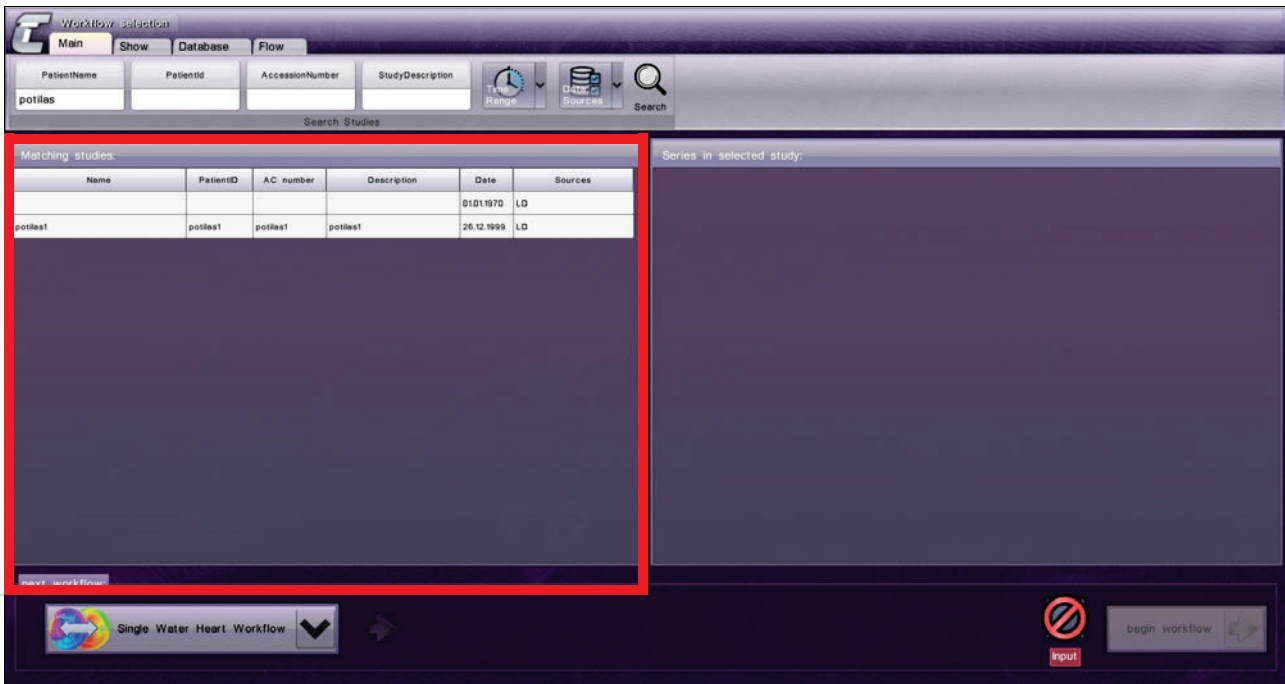 Workflow selection
Main Show Database Flow
PatientName PatientId AccessionNumber StudyDescription
potilas
Time Range
Data Sources
Search
Search Studies
Matching studies:
Name PatientID AC number Description Date Sources
01.01.1970 LD
potilas1 potilas1 potilas1 potilas1 26.12.1999 LD
Series in selected study:
next workflow:
Single Water Heart Workflow
Input
begin workflow